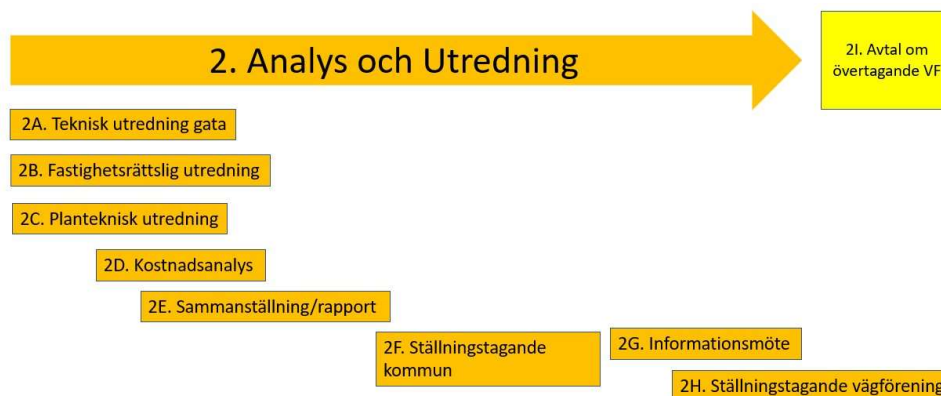 2. Analys och Utredning
2I. Avtal om
övertagande VF
2A. Teknisk utredning gata
2B. Fastighetsrättslig utredning
2C. Planteknisk utredning
2D. Kostnadsanalys
2E. Sammanställning/rapport
2F. Ställningstagande
kommun
2G. Informationsmöte
2H. Ställningstagande vägförening